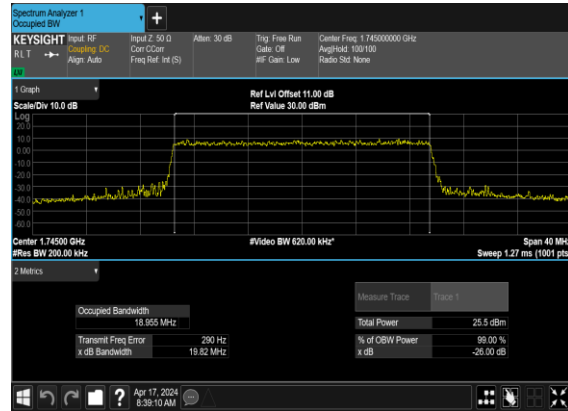 Spectrum Analyzer 1
Occupied BW
+
KEYSIGHT Input: RF Input Z: 50 Ω Atten: 30 dB Trig: Free Run Center Freq: 1.745000000 GHz
RLT Coupling: DC Corr CCorr Gate: Off Avg|Hold: 100/100
Align: Auto Freq Ref: Int (S) #IF Gain: Low Radio Std: None
LW
1 Graph
Ref Lvl Offset 11.00 dB
Scale/Div 10.0 dB Ref Value 30.00 dBm
Log
20.0
10.0
0.00
-10.0
-20.0
-30.0
-40.0
-50.0
-60.0
Center 1.74500 GHz #Video BW 620.00 kHz* Span 40 MHz
#Res BW 200.00 kHz Sweep 1.27 ms (1001 pts
2 Metrics
Measure Trace Trace 1
Occupied Bandwidth
18.955 MHz Total Power 25.5 dBm
Transmit Freq Error 290 Hz % of OBW Power 99.00 %
x dB Bandwidth 19.82 MHz x dB -26.00 dB
? Apr 17, 2024
8:39:10 AM